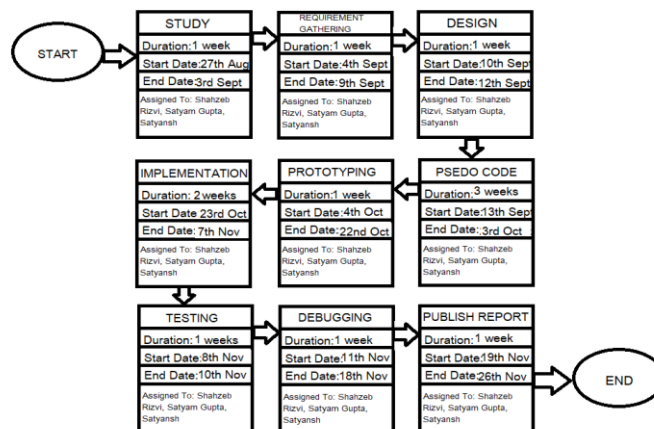 START
STUDY
Duration:1 week
Start Date:27th Aug
End Date:3rd Sept
Assigned To: Shahzeb
Rizvi, Satyam Gupta,
Satyansh
REQUIREMENT
GATHERING
Duration:1 week
Start Date:4th Sept
End Date:9th Sept
Assigned To: Shahzeb
Rizvi, Satyam Gupta,
Satyansh
DESIGN
Duration:1 week
Start Date:10th Sept
End Date:12th Sept
Assigned To: Shahzeb
Rizvi, Satyam Gupta,
Satyansh
PSEDO CODE
Duration: 3 weeks
Start Date:13th Sept
End Date:.3rd Oct
Assigned To: Shahzeb
Rizvi, Satyam Gupta,
Satyansh
PROTOTYPING
Duration:1 week
Start Date:4th Oct
End Date:22nd Oct
Assigned To: Shahzeb
Rizvi, Satyam Gupta,
Satyansh
IMPLEMENTATION
Duration: 2 weeks
Start Date 23rd Oct
End Date: 7th Nov
Assigned To: Shahzeb
Rizvi, Satyam Gupta,
Satyansh
TESTING
Duration: 1 weeks
Start Date:8th Nov
End Date:10th Nov
Assigned To: Shahzeb
Rizvi, Satyam Gupta,
Satyansh
DEBUGGING
Duration:1 week
Start Date:11th Nov
End Date:18th Nov
Assigned To: Shahzeb
Rizvi, Satyam Gupta,
Satyansh
PUBLISH REPORT
Duration:1 week
Start Date:19th Nov
End Date:26th Nov
Assigned To: Shahzeb
Rizvi, Satyam Gupta,
Satyansh
END